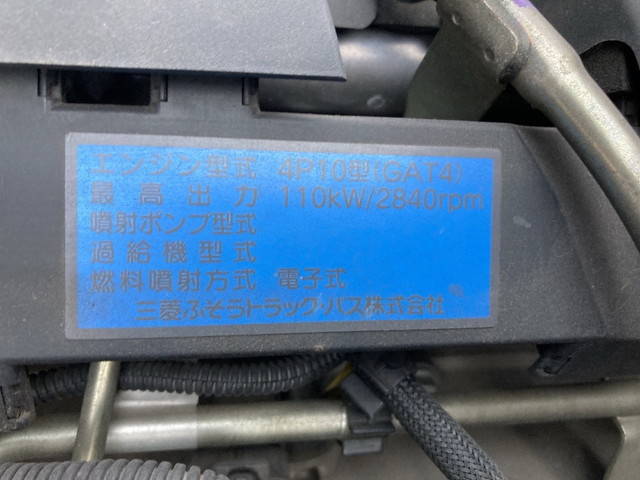 エンジン型式 4P10型(GAT4)
最高出力 110kW/2840rpm
噴射ポンプ型式
過給機型式
燃料噴射方式 電子式
三菱ふそうトラック・バス株式会社